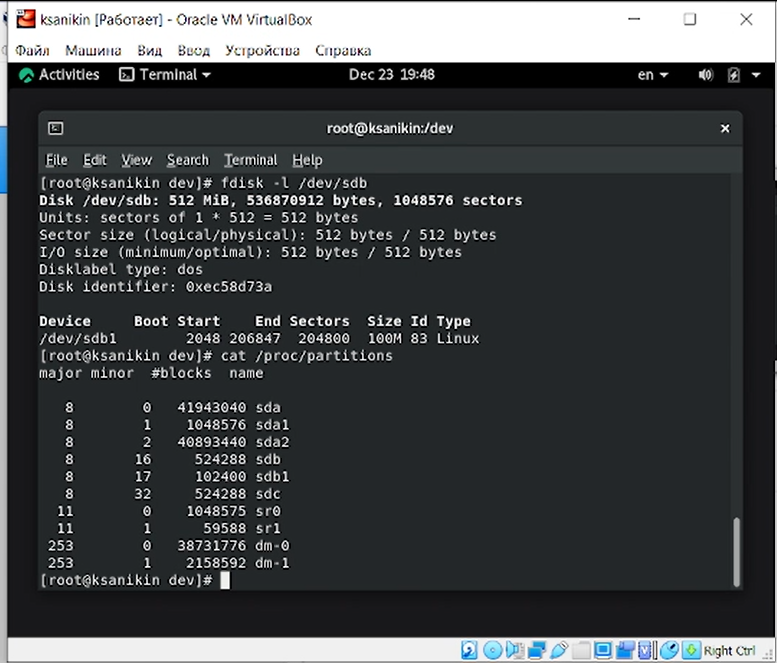 ksanikin [Работает] - Oracle VM VirtualBox
Файл Машина Вид Ввод Устройства Справка
Activities Terminal Dec 23 19:48 en
root@ksanikin:/dev
File Edit View Search Terminal Help
[root@ksanikin dev]# fdisk -l /dev/sdb
Disk /dev/sdb: 512 MiB, 536870912 bytes, 1048576 sectors
Units: sectors of 1 * 512 = 512 bytes
Sector size (logical/physical): 512 bytes / 512 bytes
I/O size (minimum/optimal): 512 bytes / 512 bytes
Disklabel type: dos
Disk identifier: 0xec58d73a
Device Boot Start End Sectors Size Id Type
/dev/sdb1 2048 206847 204800 100M 83 Linux
[root@ksanikin dev]# cat /proc/partitions
major minor #blocks name
8 0 41943040 sda
8 1 1048576 sda1
8 2 40893440 sda2
8 16 524288 sdb
8 17 102400 sdb1
8 32 524288 sdc
11 0 1048575 sr0
11 1 59588 sr1
253 0 38731776 dm-0
253 1 2158592 dm-1
[root@ksanikin dev]#
Right Ctrl